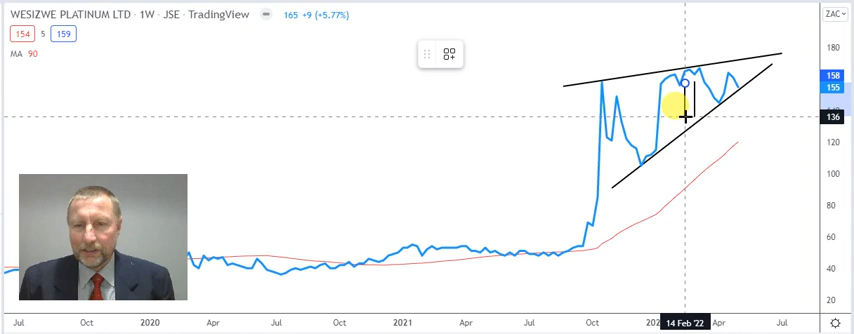 WESIZWE PLATINUM LTD · 1W · JSE · TradingView 165 +9 (+5.77%) ZAC
154 5 159
MA 90
180
158
155
136
120
100
80
60
40
20
Jul Oct 2020 Apr Jul Oct 2021 Apr Jul Oct 14 Feb '22 Apr Jul